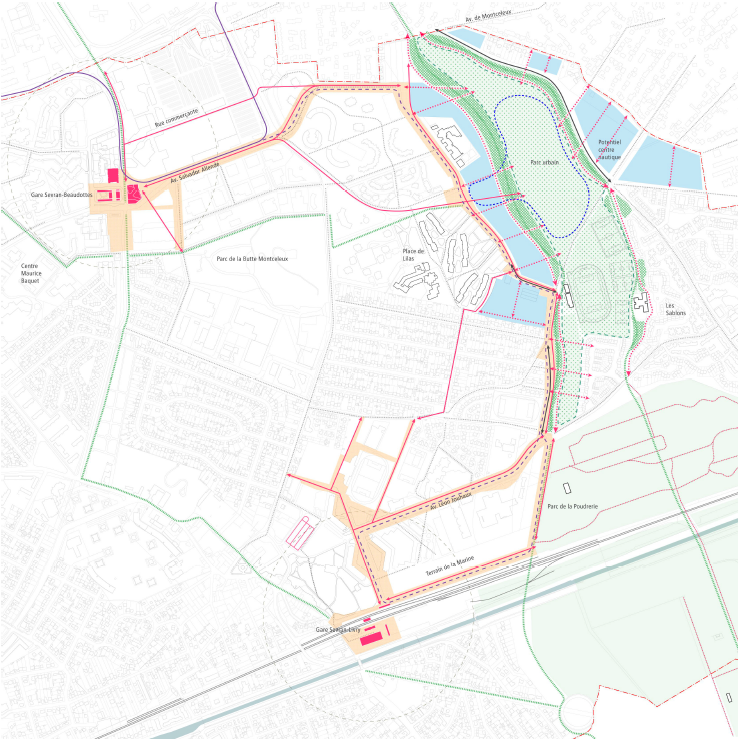 Av. de Montceleux
Rue commerçante
Potentiel
centre
nautique
Parc urbain
Av. Salvador Allende
Gare Sevran-Beaudottes
Place de
Lilas
Parc de la Butte-Montceleux
Centre
Maurice
Baquet
Les
Sablons
Av. Léon Jouhaux
Parc de la Poudrerie
Terrain de la Marine
Gare Sevran-Livry